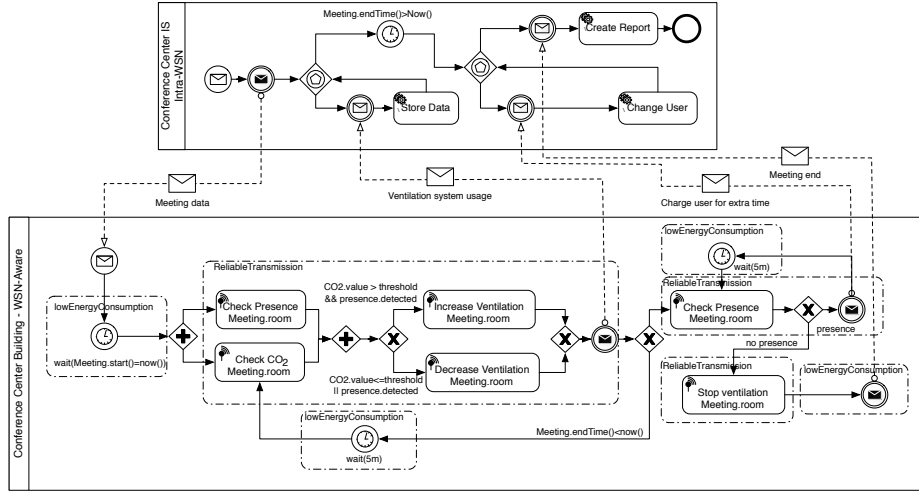 Conference Center IS
Intra-WSN
Meeting.endTime()>Now()
Create Report
Store Data
Change User
Meeting data
Ventilation system usage
Meeting end
Charge user for extra time
Conference Center Building - WSN-Aware
lowEnergyConsumption
wait(Meeting.start()=now())
ReliableTransmission
Check Presence
Meeting.room
Check CO2
Meeting.room
CO2.value > threshold
&& presence.detected
Increase Ventilation
Meeting.room
Decrease Ventilation
Meeting.room
CO2.value<=threshold
|| presence.detected
lowEnergyConsumption
wait(5m)
Meeting.endTime()<now()
lowEnergyConsumption
wait(5m)
ReliableTransmission
Check Presence
Meeting.room
presence
no presence
ReliableTransmission
Stop ventilation
Meeting.room
lowEnergyConsumption